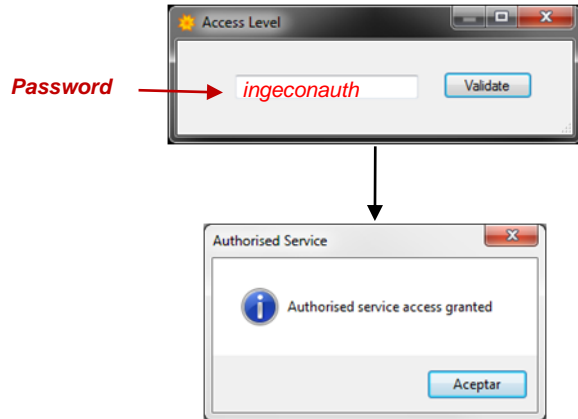 Access Level
Password
ingeconauth
Validate
Authorised Service
Authorised service access granted
Aceptar